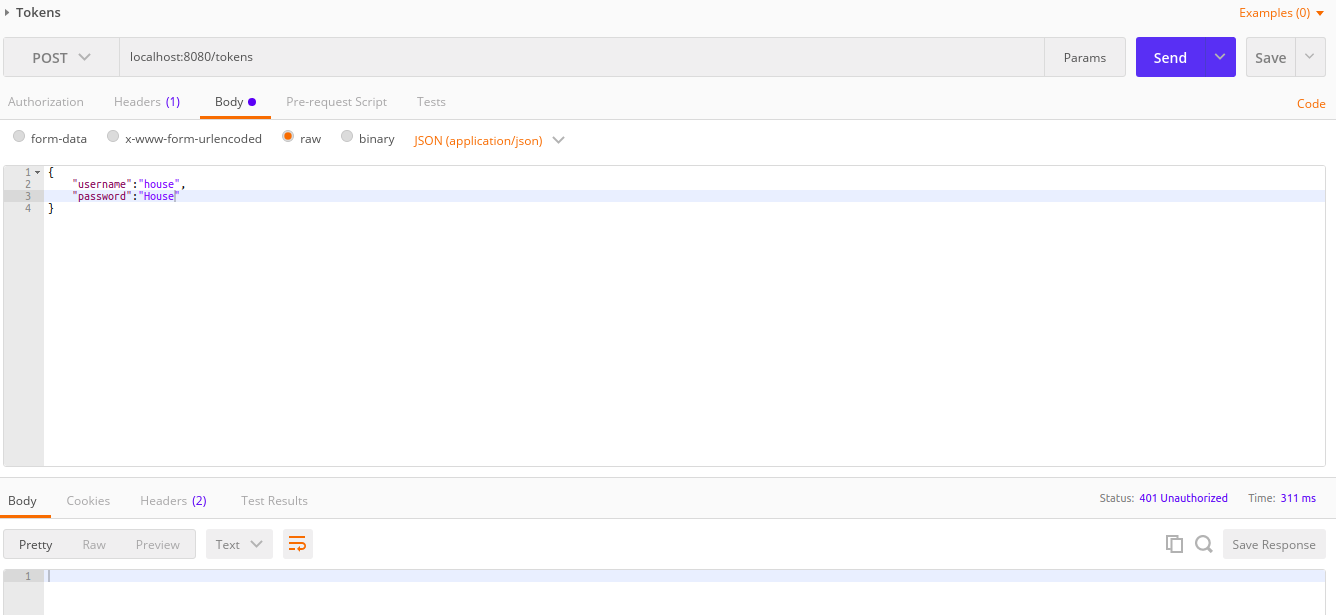 Tokens
Examples (0)
POST
localhost:8080/tokens
Params
Send
Save
Authorization
Headers (1)
Body
Pre-request Script
Tests
Code
form-data
x-www-form-urlencoded
raw
binary
JSON (application/json)
1 {
2 "username":"house",
3 "password":"House"
4 }
Body
Cookies
Headers (2)
Test Results
Status: 401 Unauthorized
Time: 311 ms
Pretty
Raw
Preview
Text
Save Response
1